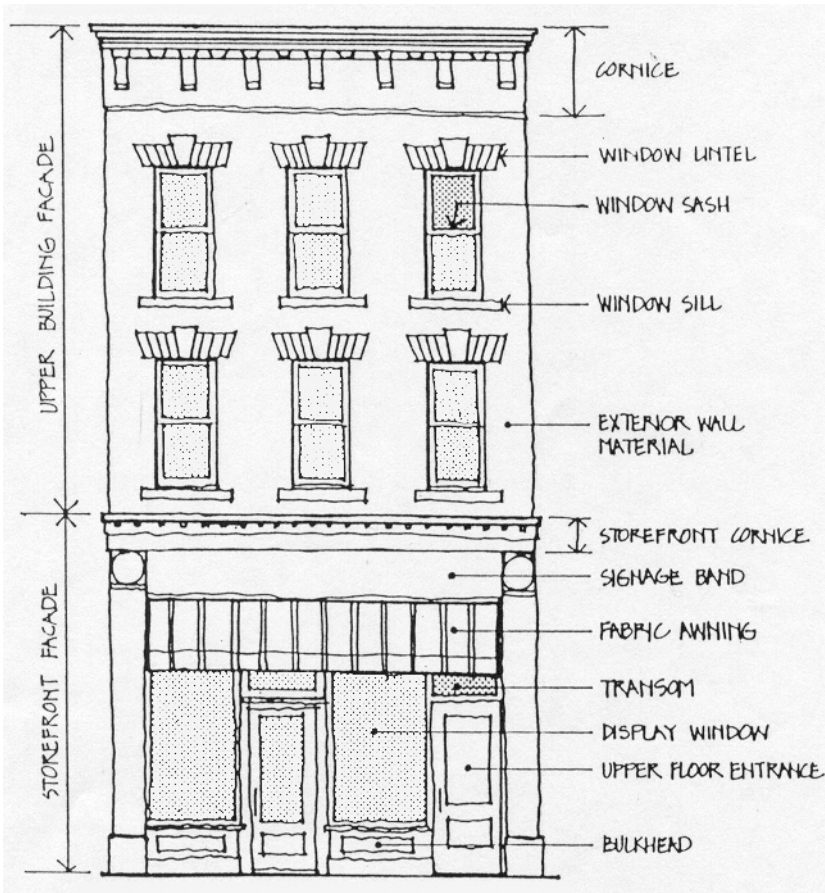 CORNICE
WINDOW LINTEL
WINDOW SASH
WINDOW SILL
UPPER BUILDING FACADE
EXTERIOR WALL
MATERIAL
STOREFRONT CORNICE
SIGNAGE BAND
FABRIC AWNING
STOREFRONT FACADE
TRANSOM
DISPLAY WINDOW
UPPER FLOOR ENTRANCE
BULKHEAD